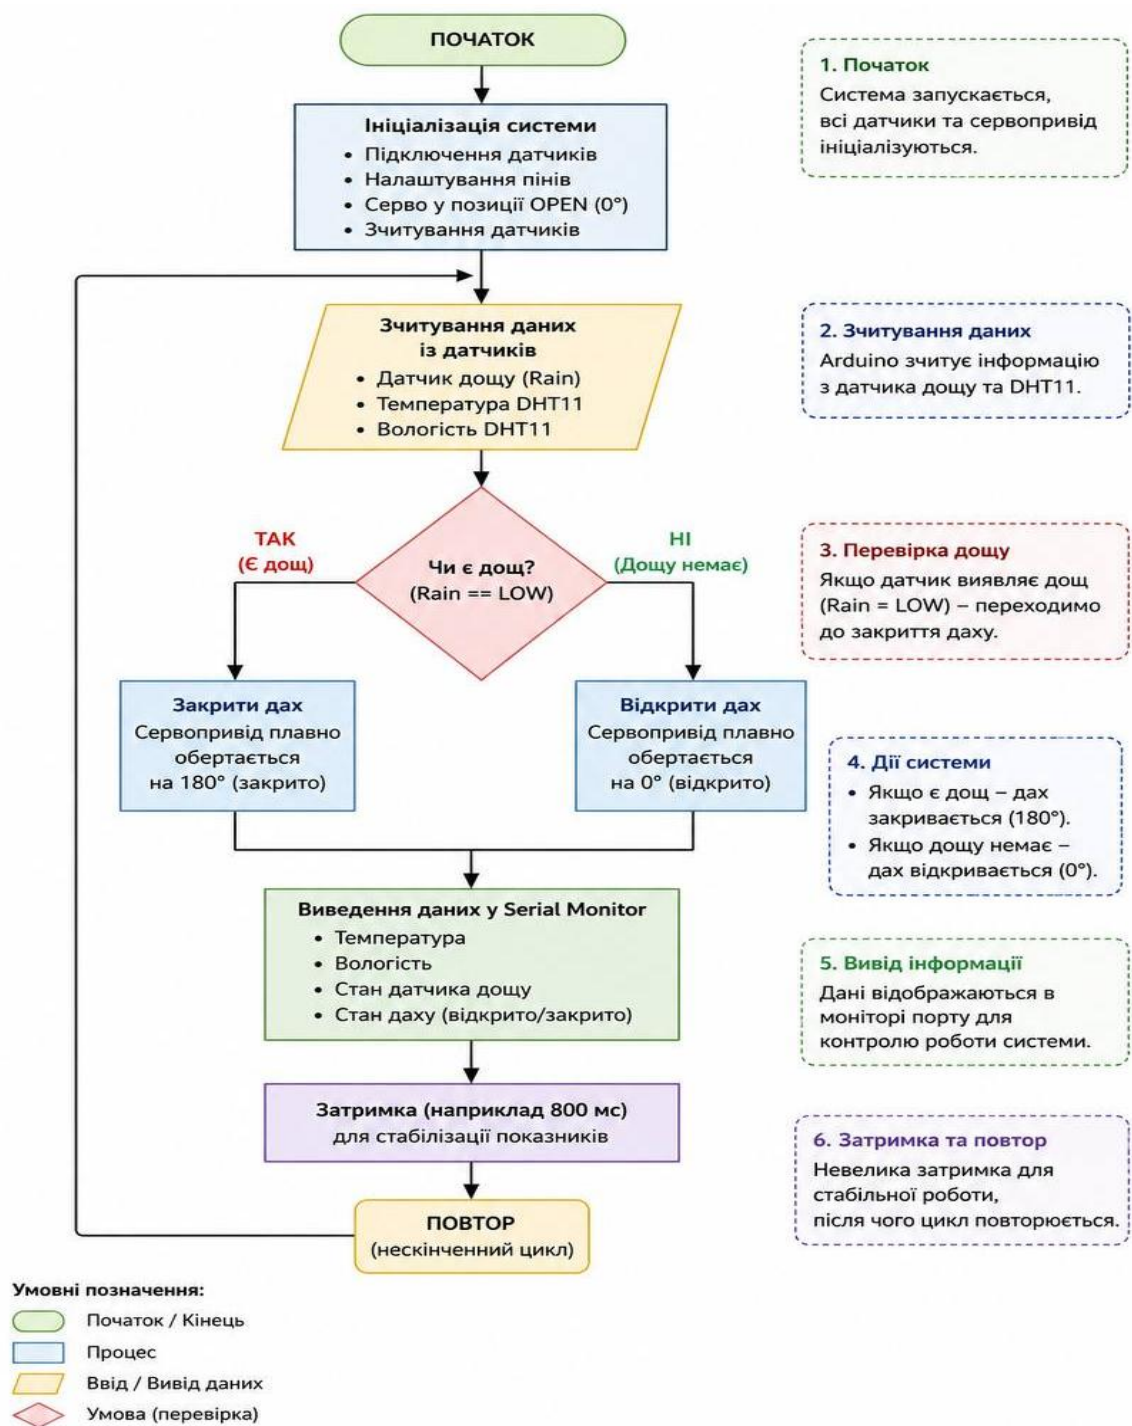 ПОЧАТОК
Ініціалізація системи
• Підключення датчиків
• Налаштування пінів
• Серво у позиції OPEN (0°)
• Зчитування датчиків
Зчитування даних
із датчиків
• Датчик дощу (Rain)
• Температура DHT11
• Вологість DHT11
ТАК
(Є дощ)
Чи є дощ?
(Rain == LOW)
НІ
(Дощу немає)
Закрити дах
Сервопривід плавно
обертається
на 180° (закрито)
Відкрити дах
Сервопривід плавно
обертається
на 0° (відкрито)
Виведення даних у Serial Monitor
• Температура
• Вологість
• Стан датчика дощу
• Стан даху (відкрито/закрито)
Затримка (наприклад 800 мс)
для стабілізації показників
ПОВТОР
(нескінченний цикл)
1. Початок
Система запускається,
всі датчики та сервопривід
ініціалізуються.
2. Зчитування даних
Arduino зчитує інформацію
з датчика дощу та DHT11.
3. Перевірка дощу
Якщо датчик виявляє дощ
(Rain = LOW) – переходимо
до закриття даху.
4. Дії системи
• Якщо є дощ – дах
закривається (180°).
• Якщо дощу немає –
дах відкривається (0°).
5. Вивід інформації
Дані відображаються в
моніторі порту для
контролю роботи системи.
6. Затримка та повтор
Невелика затримка для
стабільної роботи,
після чого цикл повторюється.
Умовні позначення:
Початок / Кінець
Процес
Ввід / Вивід даних
Умова (перевірка)